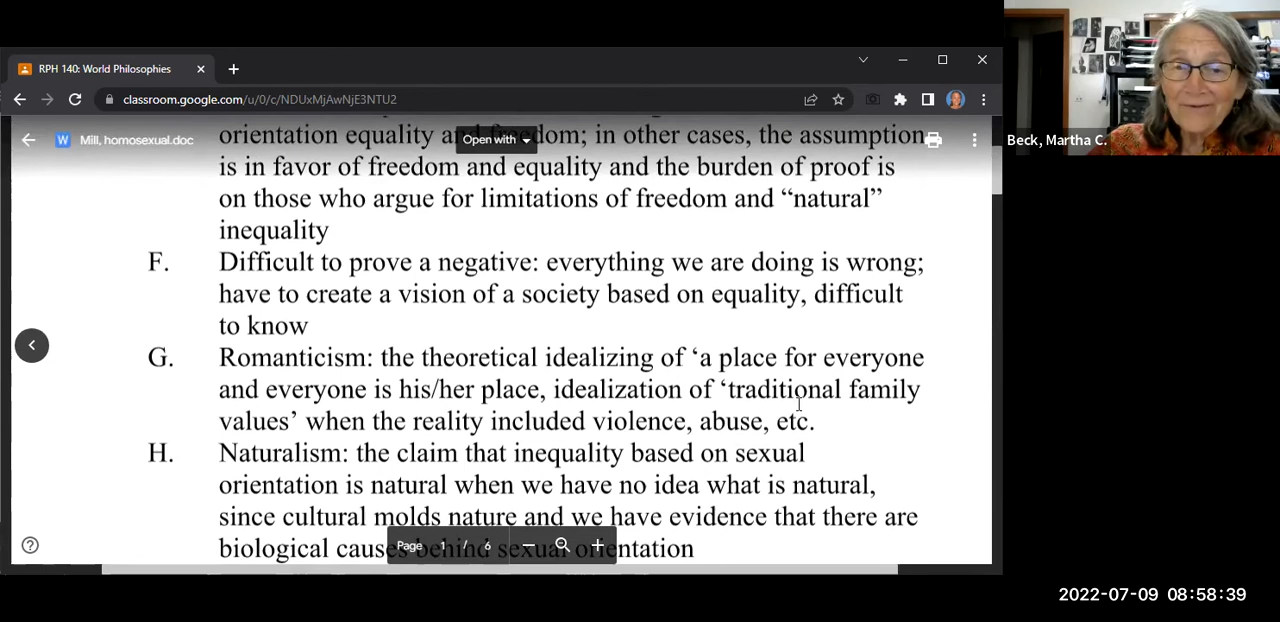 RPH 140: World Philosophies
classroom.google.com/u/0/c/NDUxMjAwNjE3NTU2
Mill, homosexual.doc
Open with
Beck, Martha C.
orientation equality and freedom; in other cases, the assumption
is in favor of freedom and equality and the burden of proof is
on those who argue for limitations of freedom and “natural”
inequality
F. Difficult to prove a negative: everything we are doing is wrong;
have to create a vision of a society based on equality, difficult
to know
G. Romanticism: the theoretical idealizing of ‘a place for everyone
and everyone is his/her place, idealization of ‘traditional family
values’ when the reality included violence, abuse, etc.
H. Naturalism: the claim that inequality based on sexual
orientation is natural when we have no idea what is natural,
since cultural molds nature and we have evidence that there are
biological causes behind sexual orientation
Page 1 / 6
2022-07-09 08:58:39